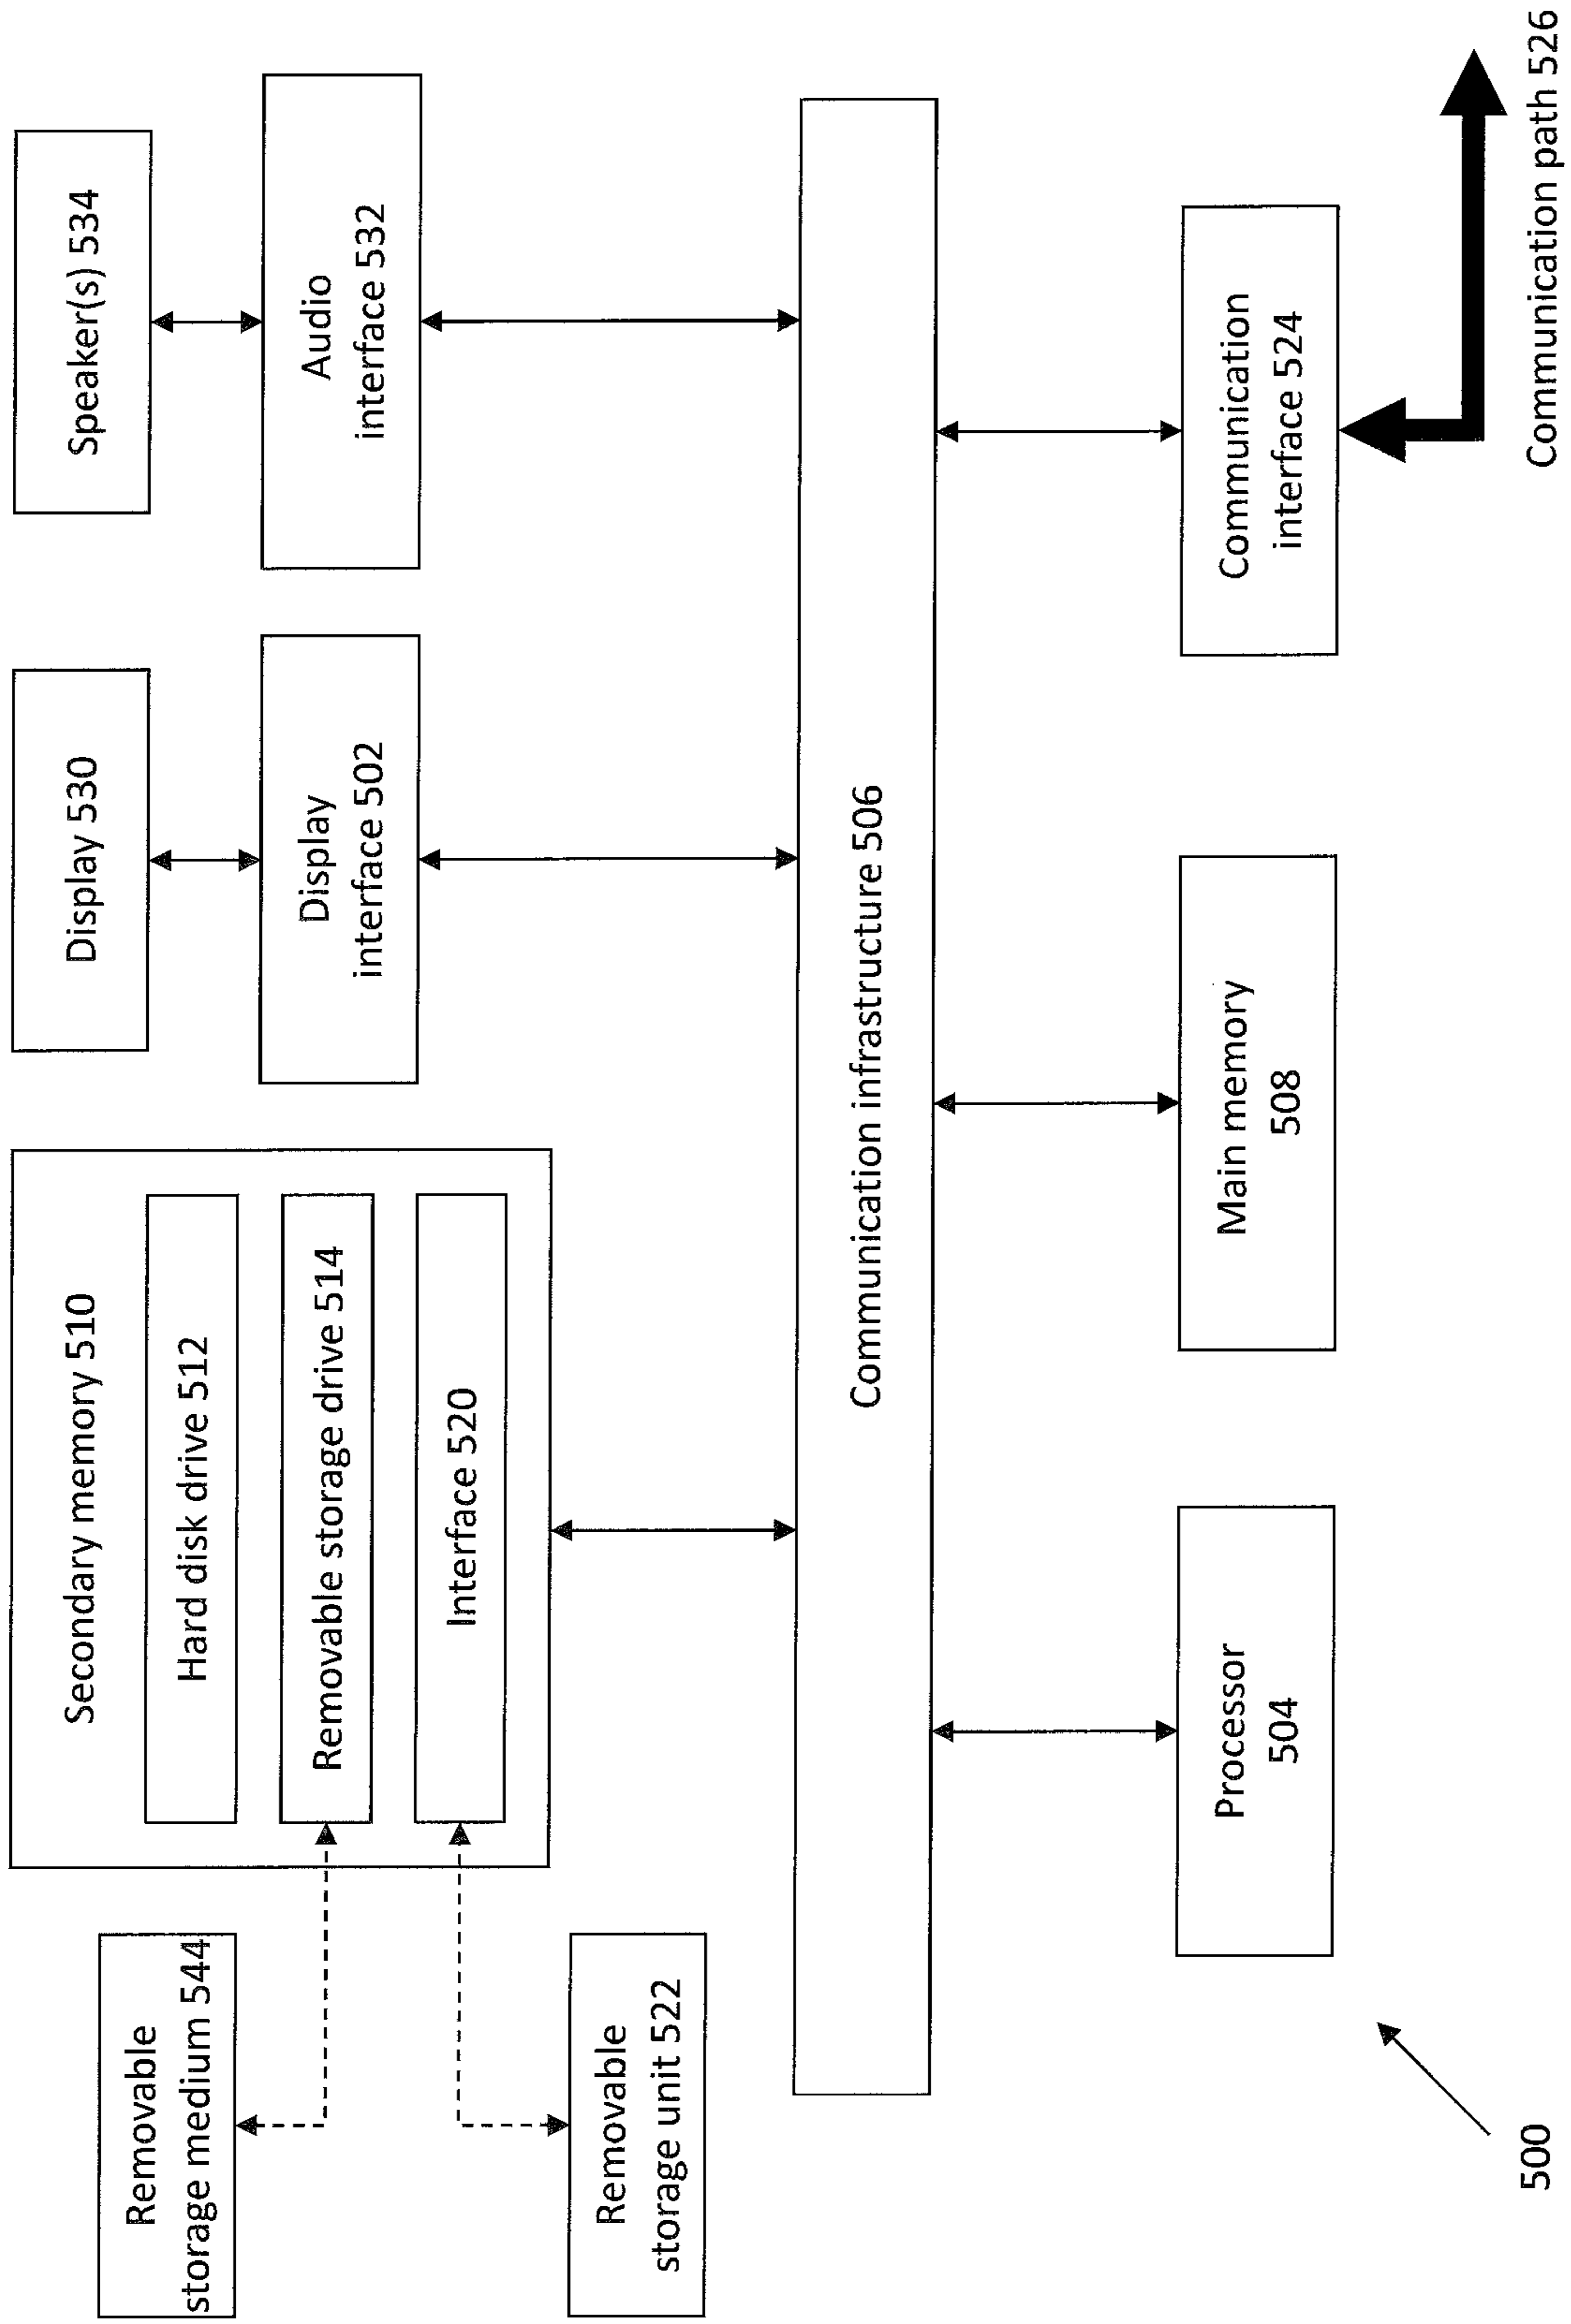 Removable
storage medium 544
Removable
storage unit 522
Secondary memory 510
Hard disk drive 512
Removable storage drive 514
Interface 520
Display 530
Display
interface 502
Speaker(s) 534
Audio
interface 532
Communication infrastructure 506
Processor
504
Main memory
508
Communication
interface 524
Communication path 526
500